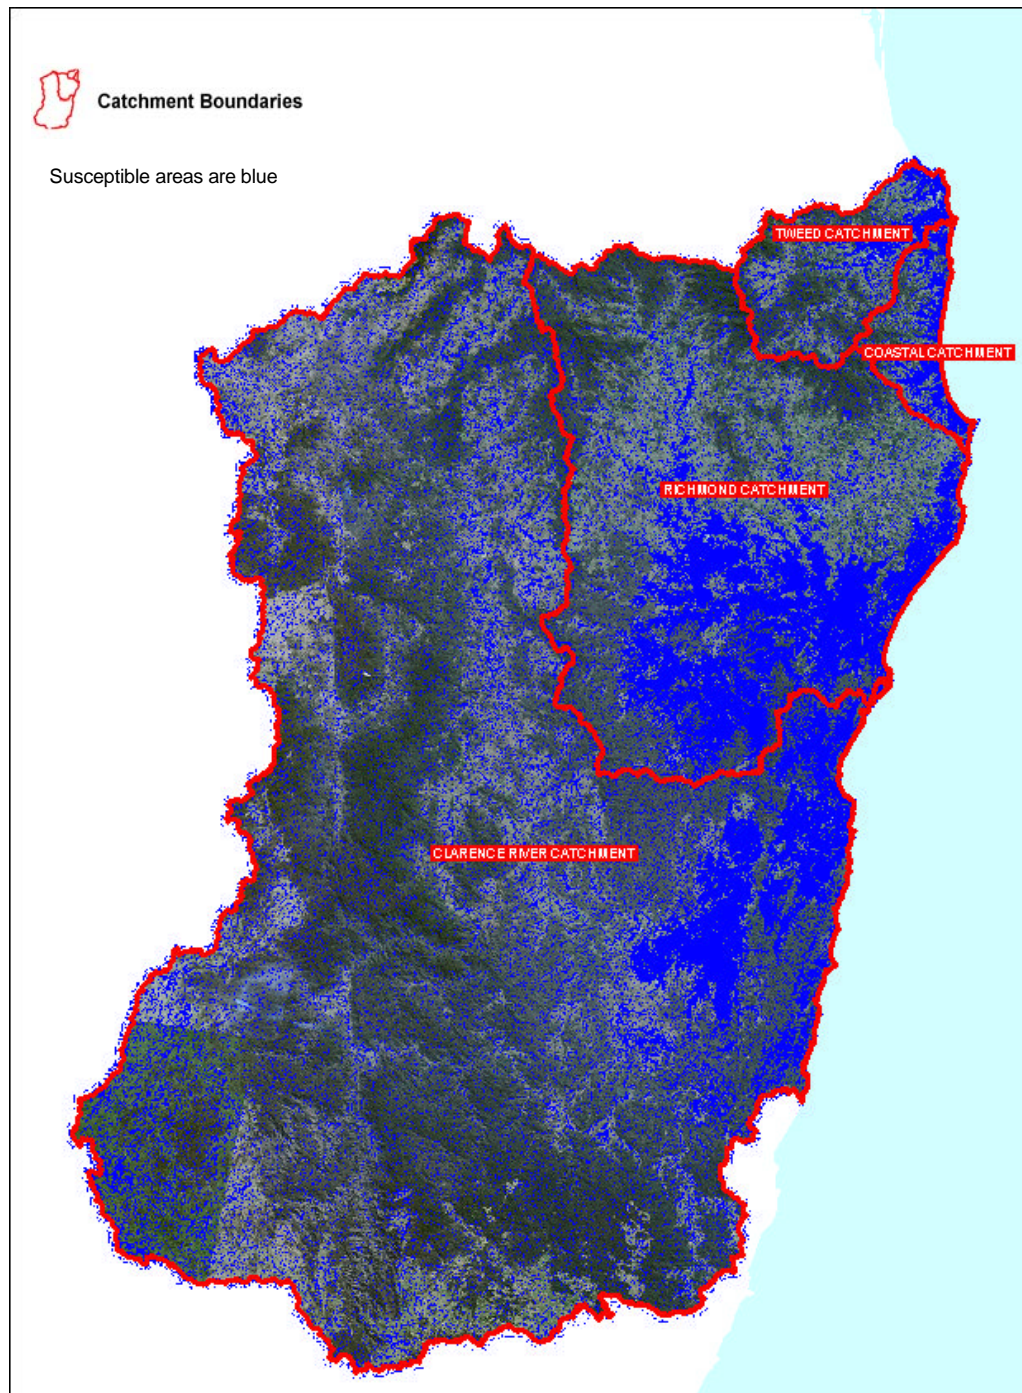 Catchment Boundaries
Susceptible areas are blue
TWEED CATCHMENT
COASTAL CATCHMENT
RICHMOND CATCHMENT
CLARENCE RIVER CATCHMENT